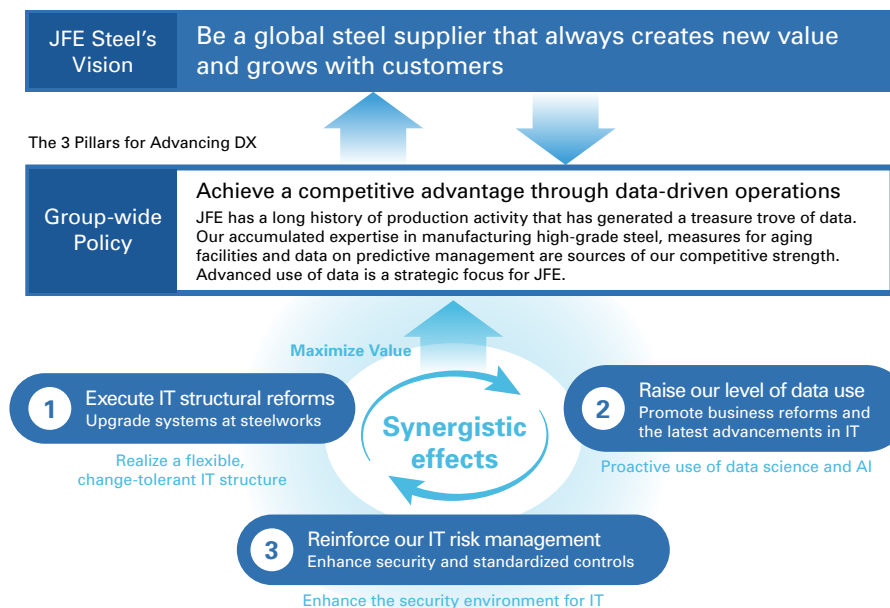 JFE Steel's
Vision
Be a global steel supplier that always creates new value
and grows with customers
The 3 Pillars for Advancing DX
Group-wide
Policy
Achieve a competitive advantage through data-driven operations
JFE has a long history of production activity that has generated a treasure trove of data.
Our accumulated expertise in manufacturing high-grade steel, measures for aging
facilities and data on predictive management are sources of our competitive strength.
Advanced use of data is a strategic focus for JFE.
Maximize Value
1
Execute IT structural reforms
Upgrade systems at steelworks
Realize a flexible,
change-tolerant IT structure
Synergistic
effects
2
Raise our level of data use
Promote business reforms and
the latest advancements in IT
Proactive use of data science and AI
3
Reinforce our IT risk management
Enhance security and standardized controls
Enhance the security environment for IT